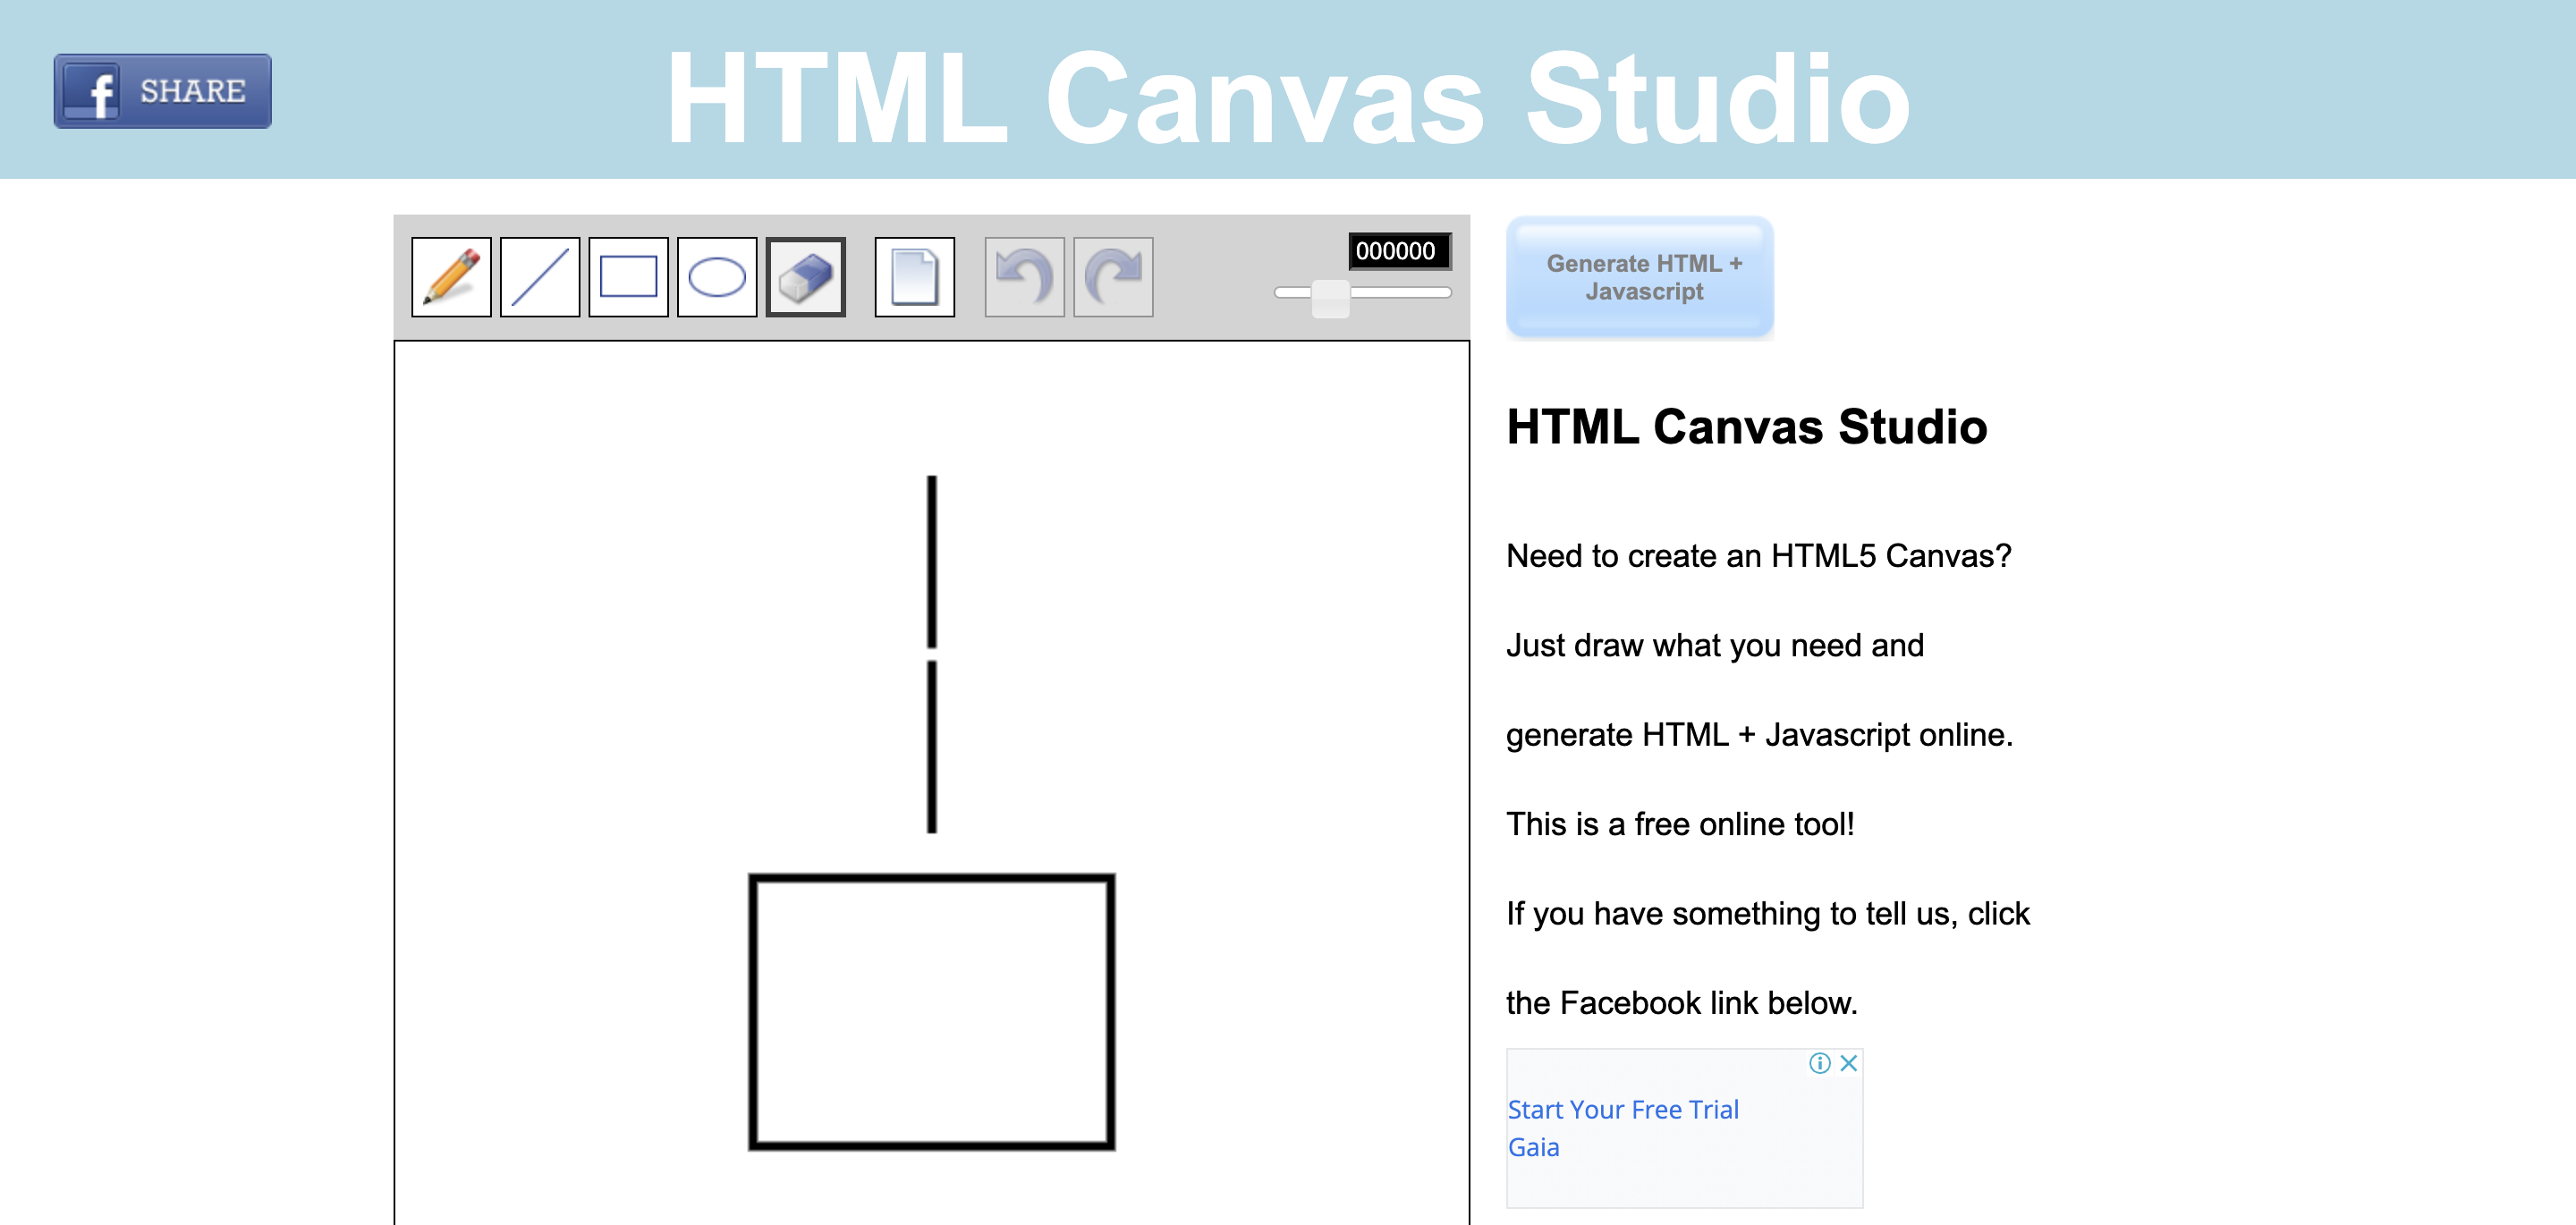 f SHARE
HTML Canvas Studio
000000
Generate HTML +
Javascript
HTML Canvas Studio
Need to create an HTML5 Canvas?
Just draw what you need and
generate HTML + Javascript online.
This is a free online tool!
If you have something to tell us, click
the Facebook link below.
Start Your Free Trial
Gaia